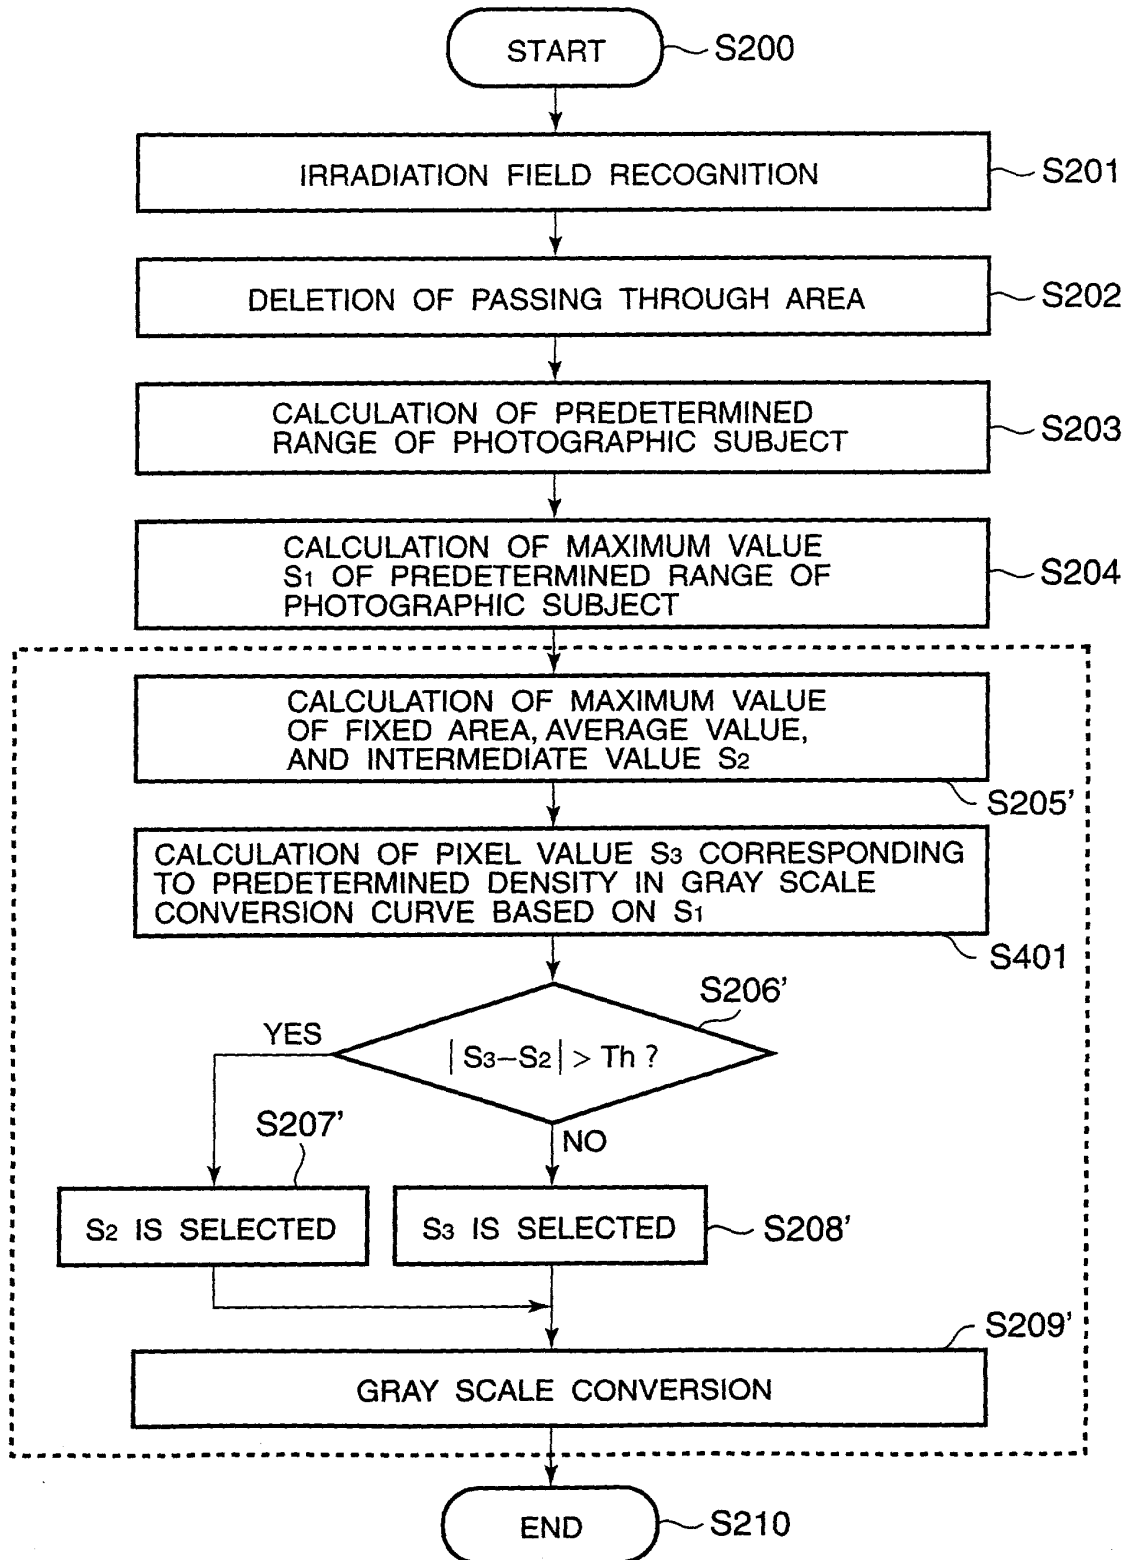 START
S200
IRRADIATION FIELD RECOGNITION
S201
DELETION OF PASSING THROUGH AREA
S202
CALCULATION OF PREDETERMINED
RANGE OF PHOTOGRAPHIC SUBJECT
S203
CALCULATION OF MAXIMUM VALUE
S1 OF PREDETERMINED RANGE OF
PHOTOGRAPHIC SUBJECT
S204
CALCULATION OF MAXIMUM VALUE
OF FIXED AREA, AVERAGE VALUE,
AND INTERMEDIATE VALUE S2
S205'
CALCULATION OF PIXEL VALUE S3 CORRESPONDING
TO PREDETERMINED DENSITY IN GRAY SCALE
CONVERSION CURVE BASED ON S1
S401
S206'
YES
|S3−S2| > Th ?
S207'
NO
S2 IS SELECTED
S3 IS SELECTED
S208'
S209'
GRAY SCALE CONVERSION
END
S210